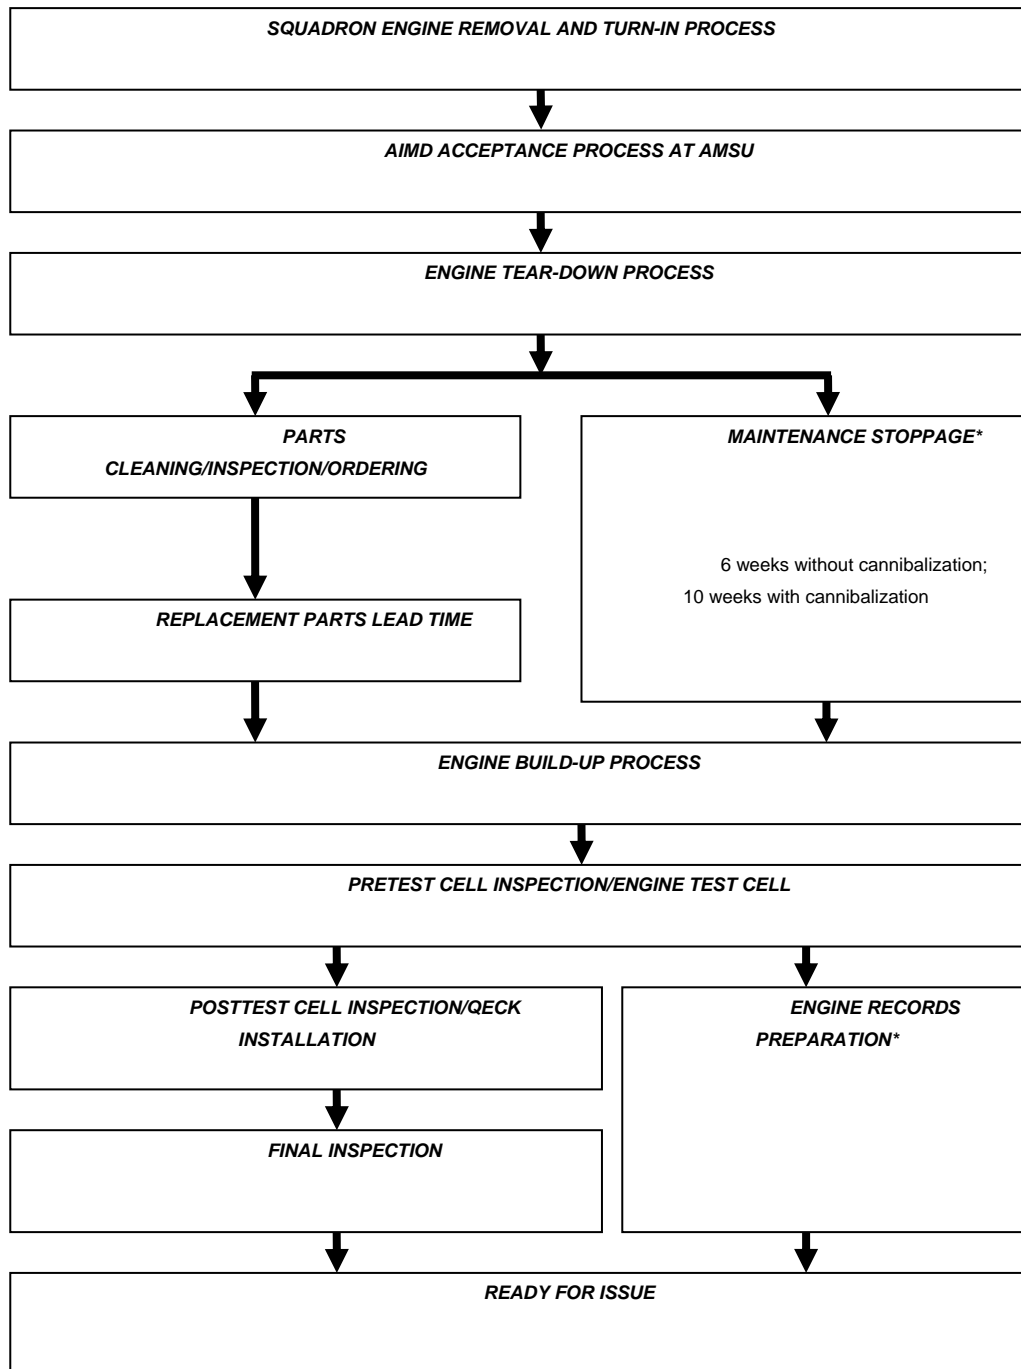 SQUADRON ENGINE REMOVAL AND TURN-IN PROCESS
AIMD ACCEPTANCE PROCESS AT AMSU
ENGINE TEAR-DOWN PROCESS
PARTS
CLEANING/INSPECTION/ORDERING
MAINTENANCE STOPPAGE*
6 weeks without cannibalization;
10 weeks with cannibalization
REPLACEMENT PARTS LEAD TIME
ENGINE BUILD-UP PROCESS
PRETEST CELL INSPECTION/ENGINE TEST CELL
POSTTEST CELL INSPECTION/QECK
INSTALLATION
ENGINE RECORDS
PREPARATION*
FINAL INSPECTION
READY FOR ISSUE